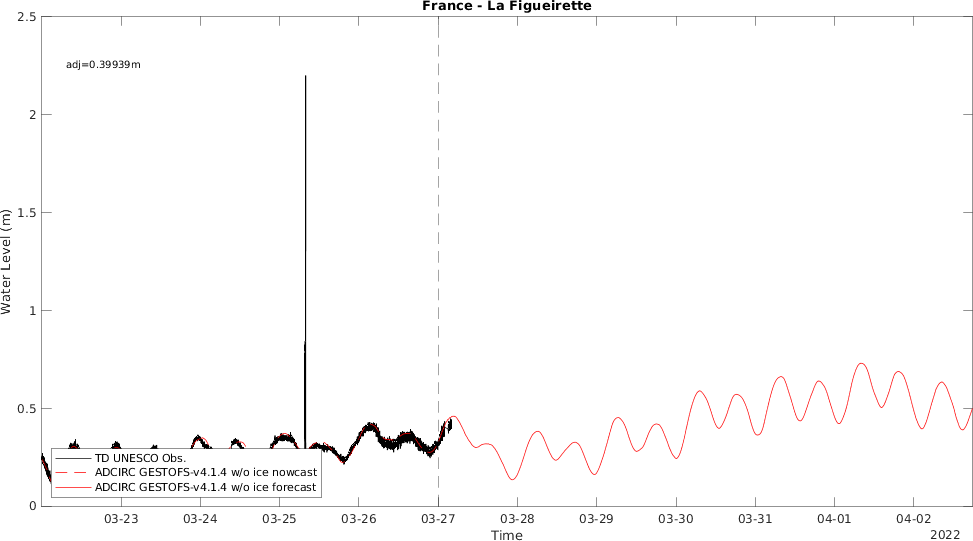 France - La Figueirette
adj=0.39939m
2.5
2
1.5
1
0.5
0
Water Level (m)
TD UNESCO Obs.
ADCIRC GESTOFS-v4.1.4 w/o ice nowcast
ADCIRC GESTOFS-v4.1.4 w/o ice forecast
03-23 03-24 03-25 03-26 03-27 03-28 03-29 03-30 03-31 04-01 04-02
2022
Time